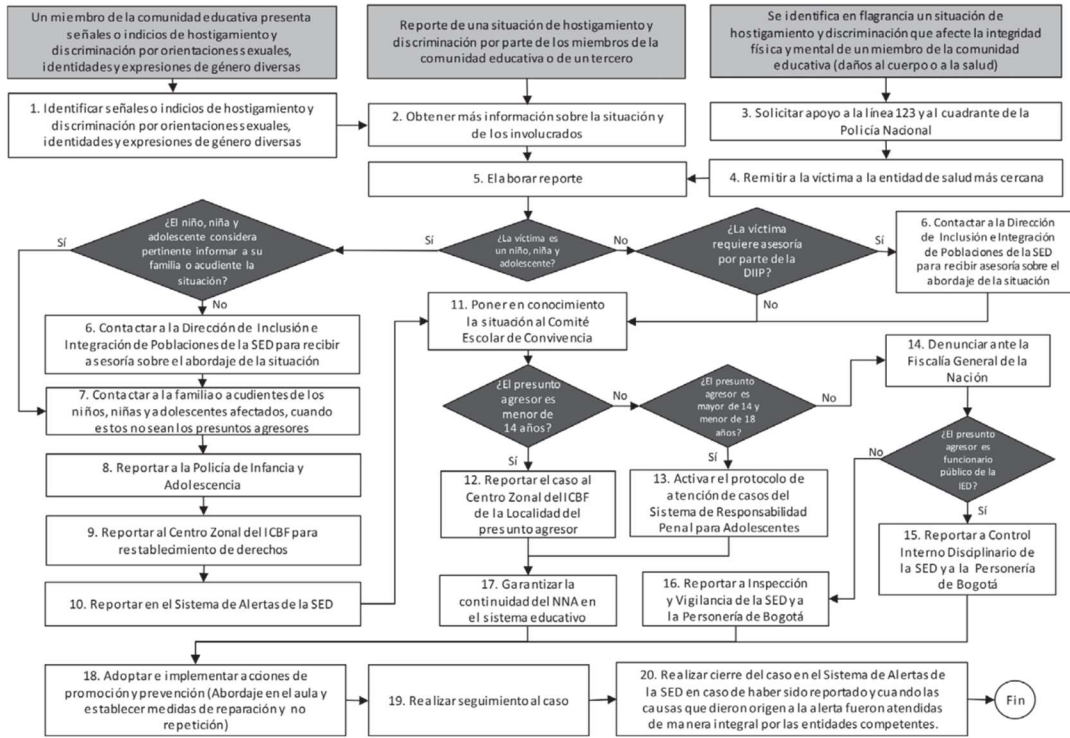 Un miembro de la comunidad educativa presenta
señales o indicios de hostigamiento y
discriminación por orientaciones sexuales,
identidades y expresiones de género diversas
Reporte de una situación de hostigamiento y
discriminación por parte de los miembros de la
comunidad educativa o de un tercero
Se identifica en flagrancia un situación de
hostigamiento y discriminación que afecte la integridad
física y mental de un miembro de la comunidad
educativa (daños al cuerpo o a la salud)
1. Identificar señales o indicios de hostigamiento y
discriminación por orientaciones sexuales,
identidades y expresiones de género diversas
2. Obtener más información sobre la situación y
de los involucrados
3. Solicitar apoyo a la línea 123 y al cuadrante de la
Policía Nacional
5. Elaborar reporte
4. Remitir a la víctima a la entidad de salud más cercana
¿El niño, niña y
adolescente considera
pertinente informar a su
familia o acudiente la
situación?
Sí
No
Sí
¿La víctima es
un niño, niña y
adolescente?
No
¿La víctima
requiere asesoría
por parte de la
DIIP?
Sí
No
6. Contactar a la Dirección
de Inclusión e Integración
de Poblaciones de la SED
para recibir asesoría sobre el
abordaje de la situación
6. Contactar a la Dirección de Inclusión e
Integración de Poblaciones de la SED para recibir
asesoría sobre el abordaje de la situación
11. Poner en conocimiento
la situación al Comité
Escolar de Convivencia
7. Contactar a la familia o acudientes de los
niños, niñas y adolescentes afectados, cuando
estos no sean los presuntos agresores
¿El presunto
agresor es
menor de
14 años?
No
Sí
¿El presunto
agresor es
mayor de 14 y
menor de 18
años?
No
Sí
14. Denunciar ante la
Fiscalía General de la
Nación
8. Reportar a la Policía de Infancia y
Adolescencia
¿El presunto
agresor es
funcionario
público de la
IED?
No
Sí
12. Reportar el caso al
Centro Zonal del ICBF
de la Localidad del
presunto agresor
13. Activar el protocolo de
atención de casos del
Sistema de Responsabilidad
Penal para Adolescentes
9. Reportar al Centro Zonal del ICBF para
restablecimiento de derechos
15. Reportar a Control
Interno Disciplinario de
la SED y a la Personería
de Bogotá
10. Reportar en el Sistema de Alertas de la SED
17. Garantizar la
continuidad del NNA en
el sistema educativo
16. Reportar a Inspección
y Vigilancia de la SED y a
la Personería de Bogotá
18. Adoptar e implementar acciones de
promoción y prevención (Abordaje en el aula y
establecer medidas de reparación y no
repetición)
19. Realizar seguimiento al caso
20. Realizar cierre del caso en el Sistema de Alertas de
la SED en caso de haber sido reportado y cuando las
causas que dieron origen a la alerta fueron atendidas
de manera integral por las entidades competentes.
Fin